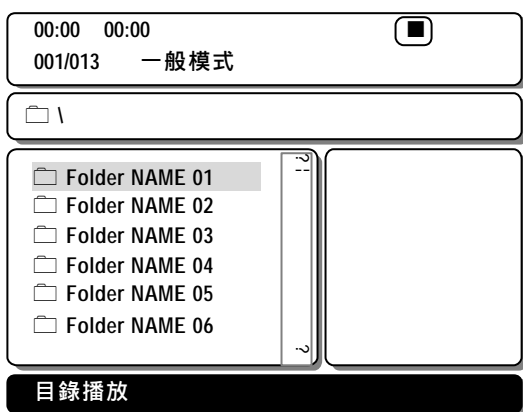 00:00 00:00
001/013 一般模式
\
Folder NAME 01
Folder NAME 02
Folder NAME 03
Folder NAME 04
Folder NAME 05
Folder NAME 06
目錄播放